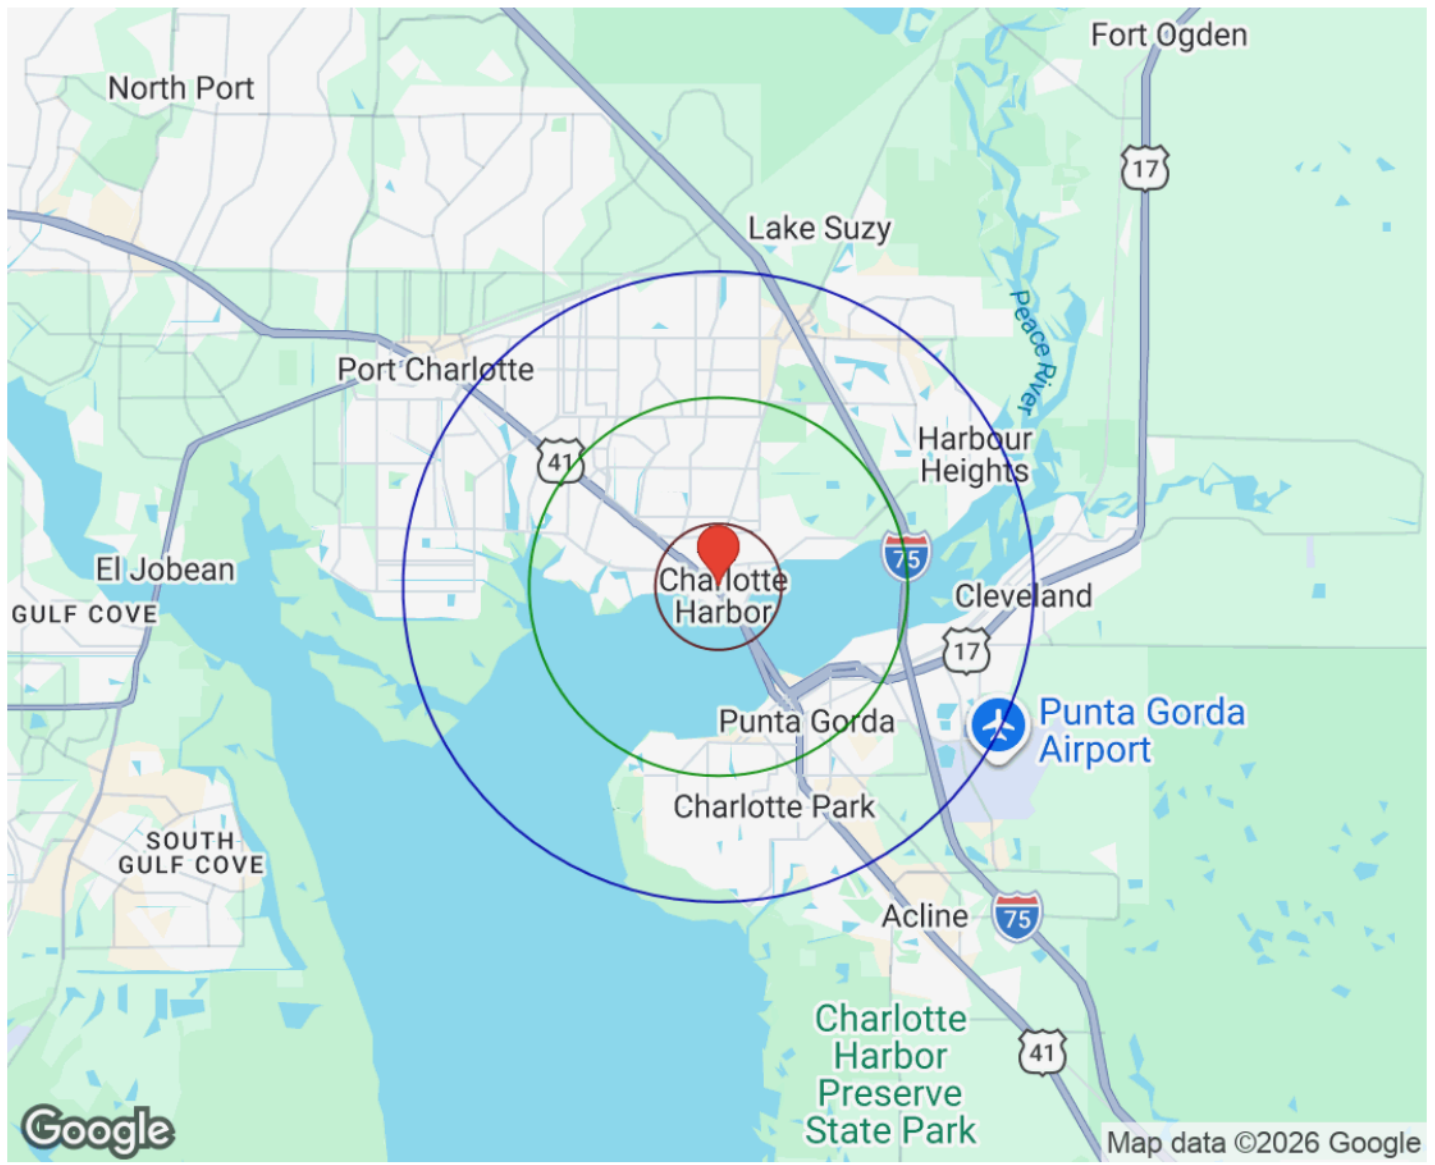 Fort Ogden
North Port
17
Lake Suzy
Peace River
Port Charlotte
Harbour
Heights
41
75
El Jobean
Charlotte
Harbor
Cleveland
GULF COVE
17
Punta Gorda
Punta Gorda
Airport
Charlotte Park
SOUTH
GULF COVE
Acline
75
Charlotte
Harbor
Preserve
State Park
41
Google
Map data ©2026 Google